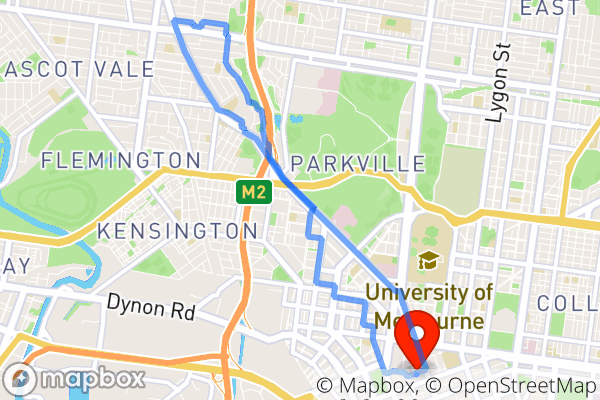 EAST
ASCOT VALE
Lygon St
FLEMINGTON
PARKVILLE
M2
KENSINGTON
AY
Dynon Rd
University of
Melbourne
COLL
mapbox
© Mapbox, © OpenStreetMap